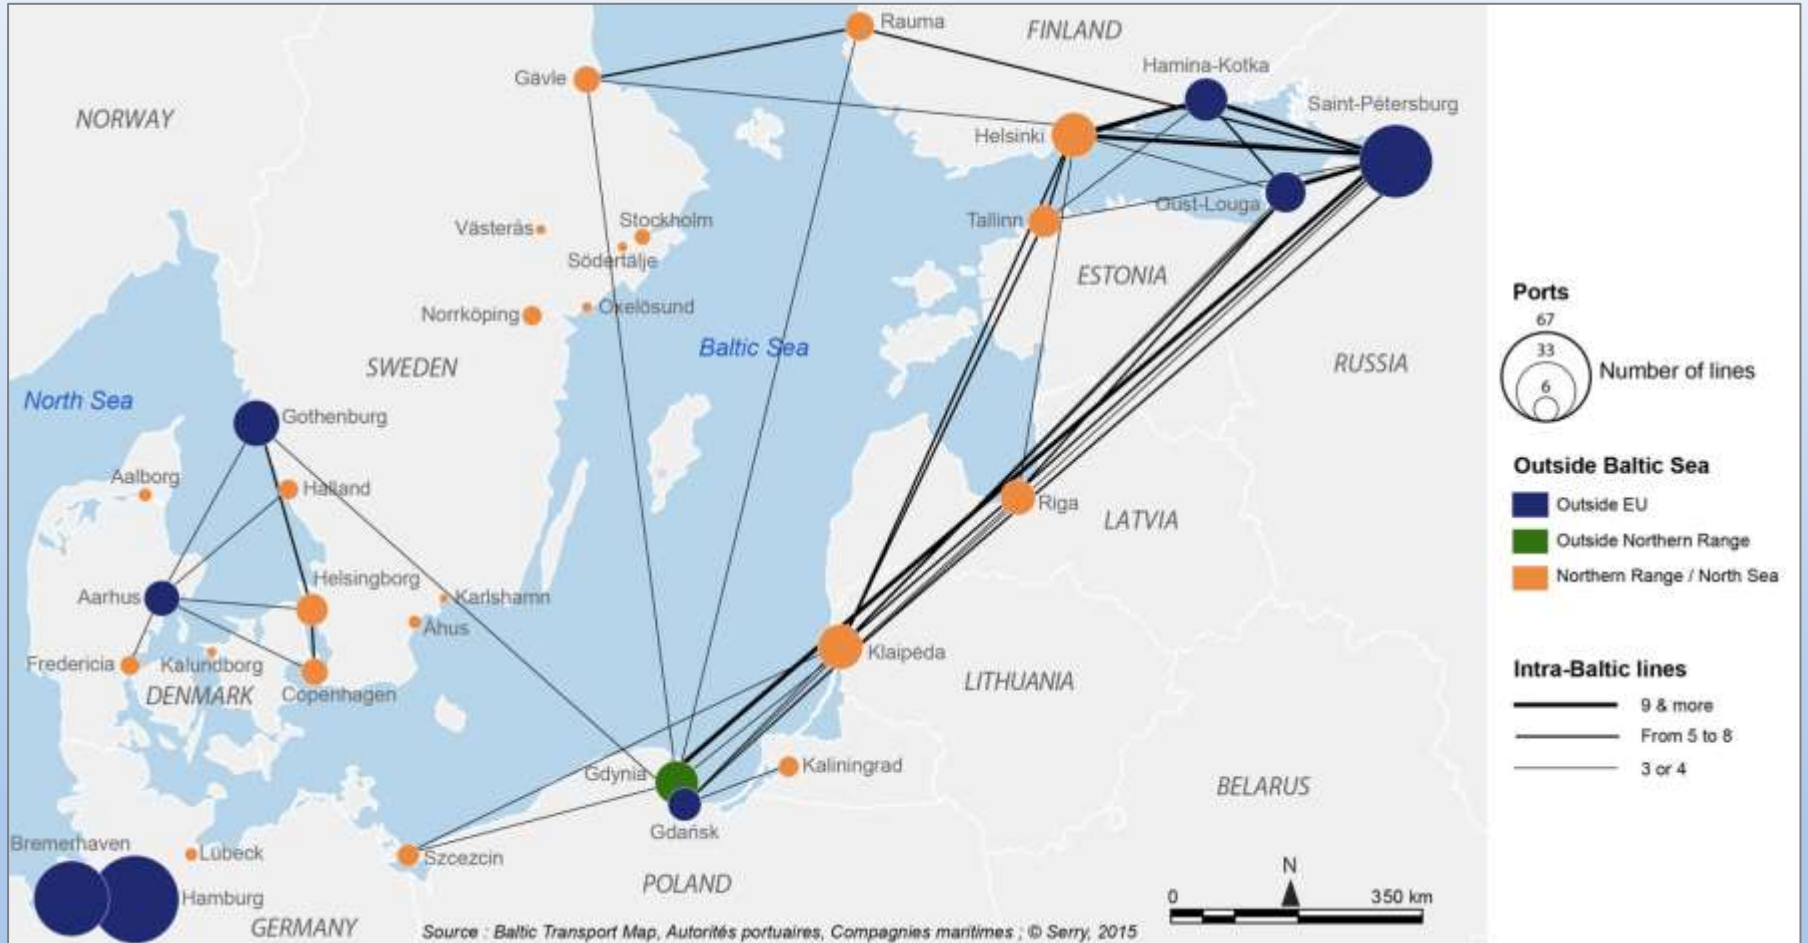 Rauma
FINLAND
Hamina-Kotka
Gävle
Saint-Pétersburg
NORWAY
Helsinki
Västerås
Stockholm
Tallinn
Oust-Louga
Södertälje
ESTONIA
Norrköping
Oxelösund
Baltic Sea
SWEDEN
RUSSIA
North Sea
Gothenburg
Aalborg
Halland
Riga
LATVIA
Helsingborg
Aarhus
Karlshamn
Åhus
Fredericia
Kalundborg
Klaipėda
DENMARK
Copenhagen
LITHUANIA
Gdynia
Kaliningrad
BELARUS
Gdańsk
Bremerhaven
Lübeck
Szcezcin
Hamburg
POLAND
GERMANY
N
0 350 km
Source : Baltic Transport Map, Autorités portuaires, Compagnies maritimes ; © Serry, 2015
Ports
67
33
6
Number of lines
Outside Baltic Sea
Outside EU
Outside Northern Range
Northern Range / North Sea
Intra-Baltic lines
9 & more
From 5 to 8
3 or 4